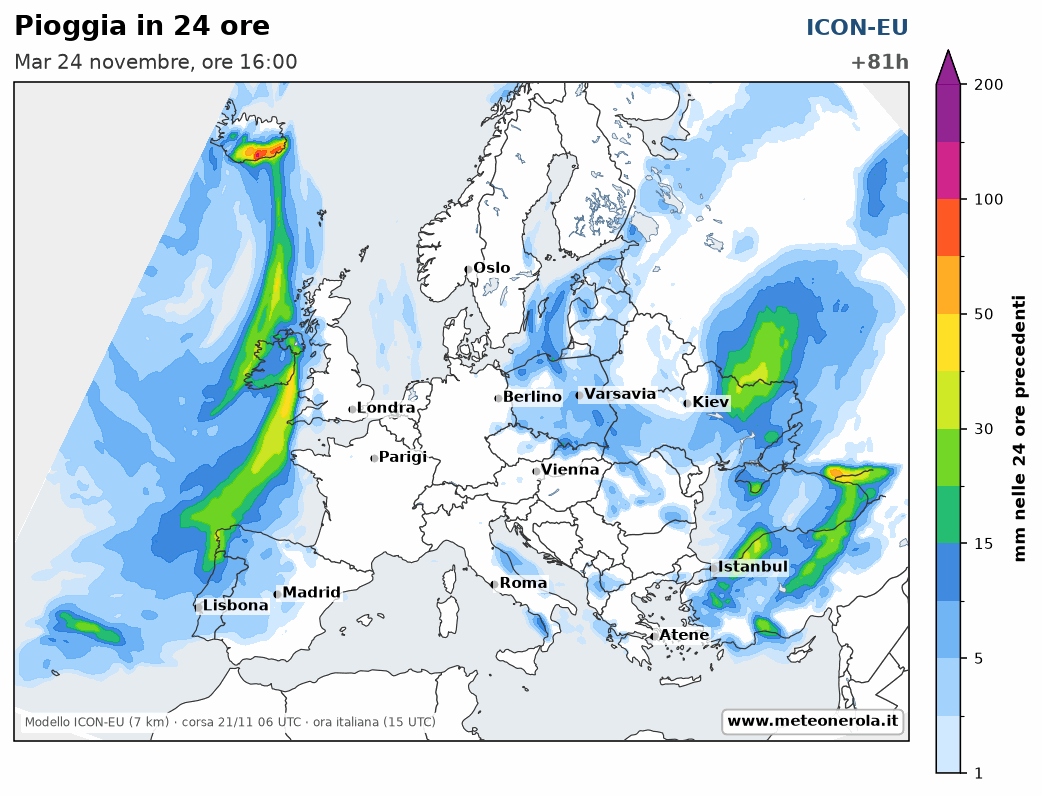 Pioggia in 24 ore
ICON-EU
Mar 24 novembre, ore 16:00
+81h
200
100
50
30
15
5
1
mm nelle 24 ore precedenti
Oslo
Berlino
Varsavia
Kiev
Londra
Parigi
Vienna
Istanbul
Roma
Madrid
Lisbona
Atene
Modello ICON-EU (7 km) · corsa 21/11 06 UTC · ora italiana (15 UTC)
www.meteonerola.it